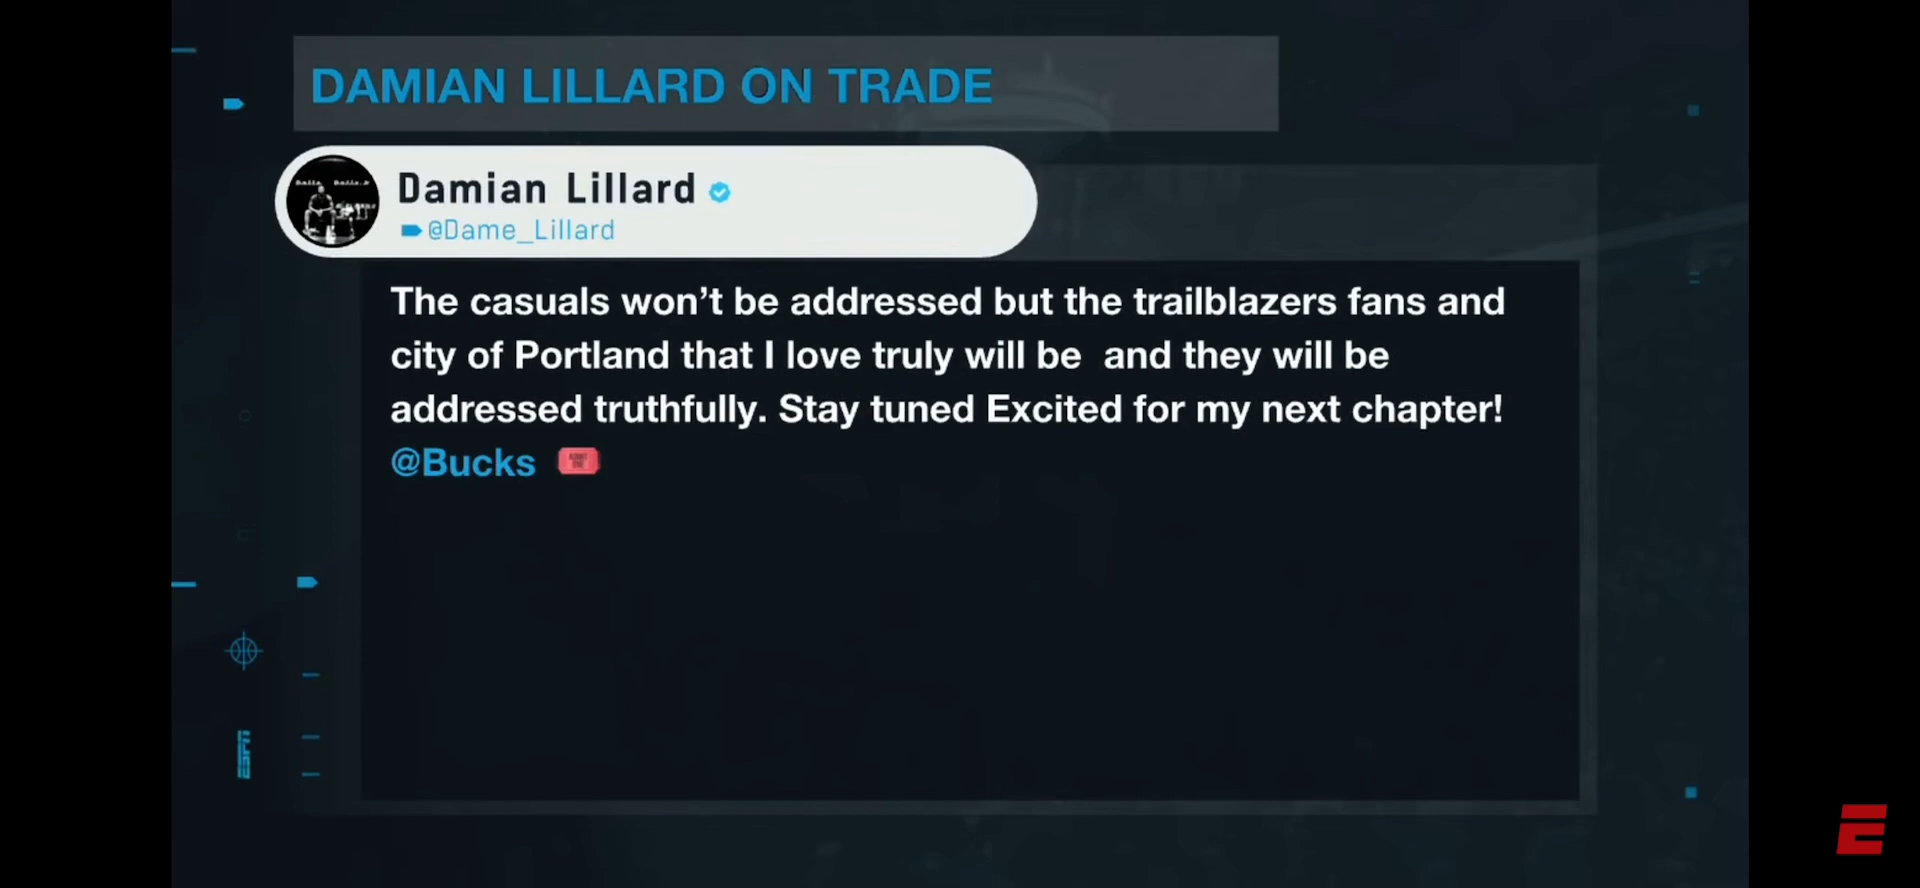 DAMIAN LILLARD ON TRADE
Damian Lillard
@Dame_Lillard
The casuals won’t be addressed but the trailblazers fans and
city of Portland that I love truly will be  and they will be
addressed truthfully. Stay tuned Excited for my next chapter!
@Bucks
ESPN
E